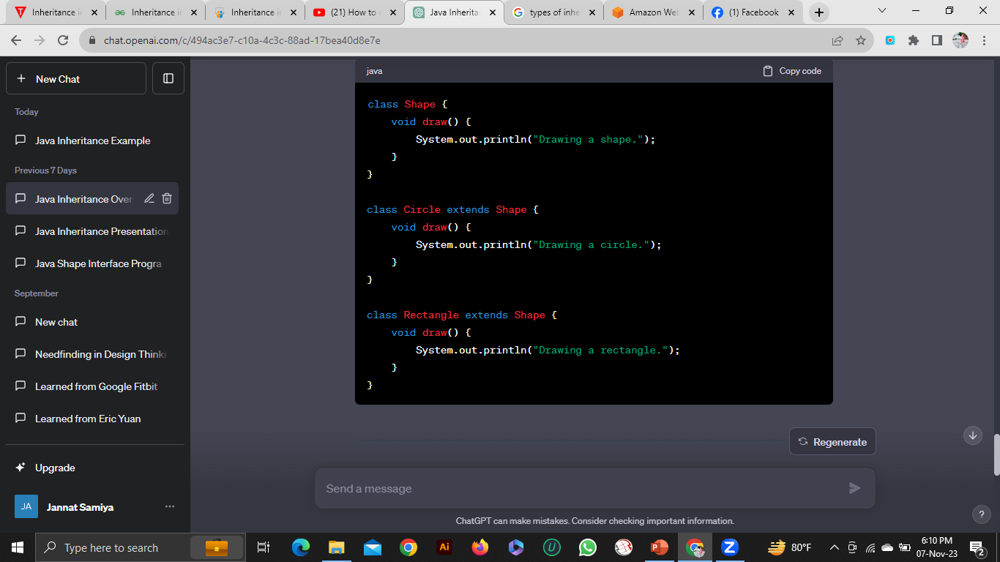 Inheritance i
Inheritance i
Inheritance i
(21) How to
Java Inherita
types of inhe
Amazon Web
(1) Facebook
chat.openai.com/c/494ac3e7-c10a-4c3c-88ad-17bea40d8e7e
+ New Chat
Today
Java Inheritance Example
Previous 7 Days
Java Inheritance Over
Java Inheritance Presentation
Java Shape Interface Progra
September
New chat
Needfinding in Design Thinki
Learned from Google Fitbit
Learned from Eric Yuan
Upgrade
JA Jannat Samiya
java Copy code
class Shape {
    void draw() {
        System.out.println("Drawing a shape.");
    }
}
class Circle extends Shape {
    void draw() {
        System.out.println("Drawing a circle.");
    }
}
class Rectangle extends Shape {
    void draw() {
        System.out.println("Drawing a rectangle.");
    }
}
Regenerate
Send a message
ChatGPT can make mistakes. Consider checking important information.
?
Type here to search
Ai
80°F
6:10 PM
07-Nov-23
2